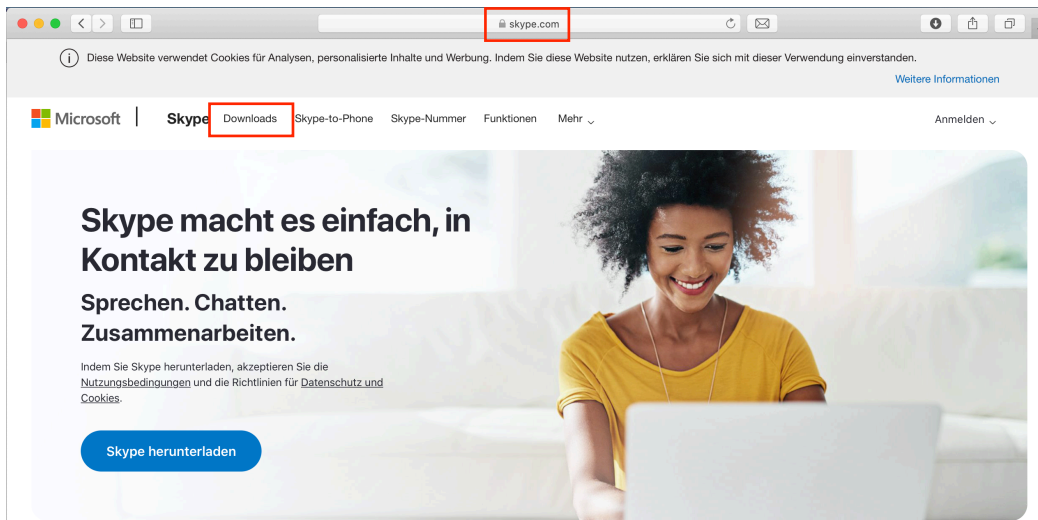 skype.com
Diese Website verwendet Cookies für Analysen, personalisierte Inhalte und Werbung. Indem Sie diese Website nutzen, erklären Sie sich mit dieser Verwendung einverstanden.
Weitere Informationen
Microsoft Skype Downloads Skype-to-Phone Skype-Nummer Funktionen Mehr Anmelden
Skype macht es einfach, in
Kontakt zu bleiben
Sprechen. Chatten.
Zusammenarbeiten.
Indem Sie Skype herunterladen, akzeptieren Sie die
Nutzungsbedingungen und die Richtlinien für Datenschutz und
Cookies.
Skype herunterladen